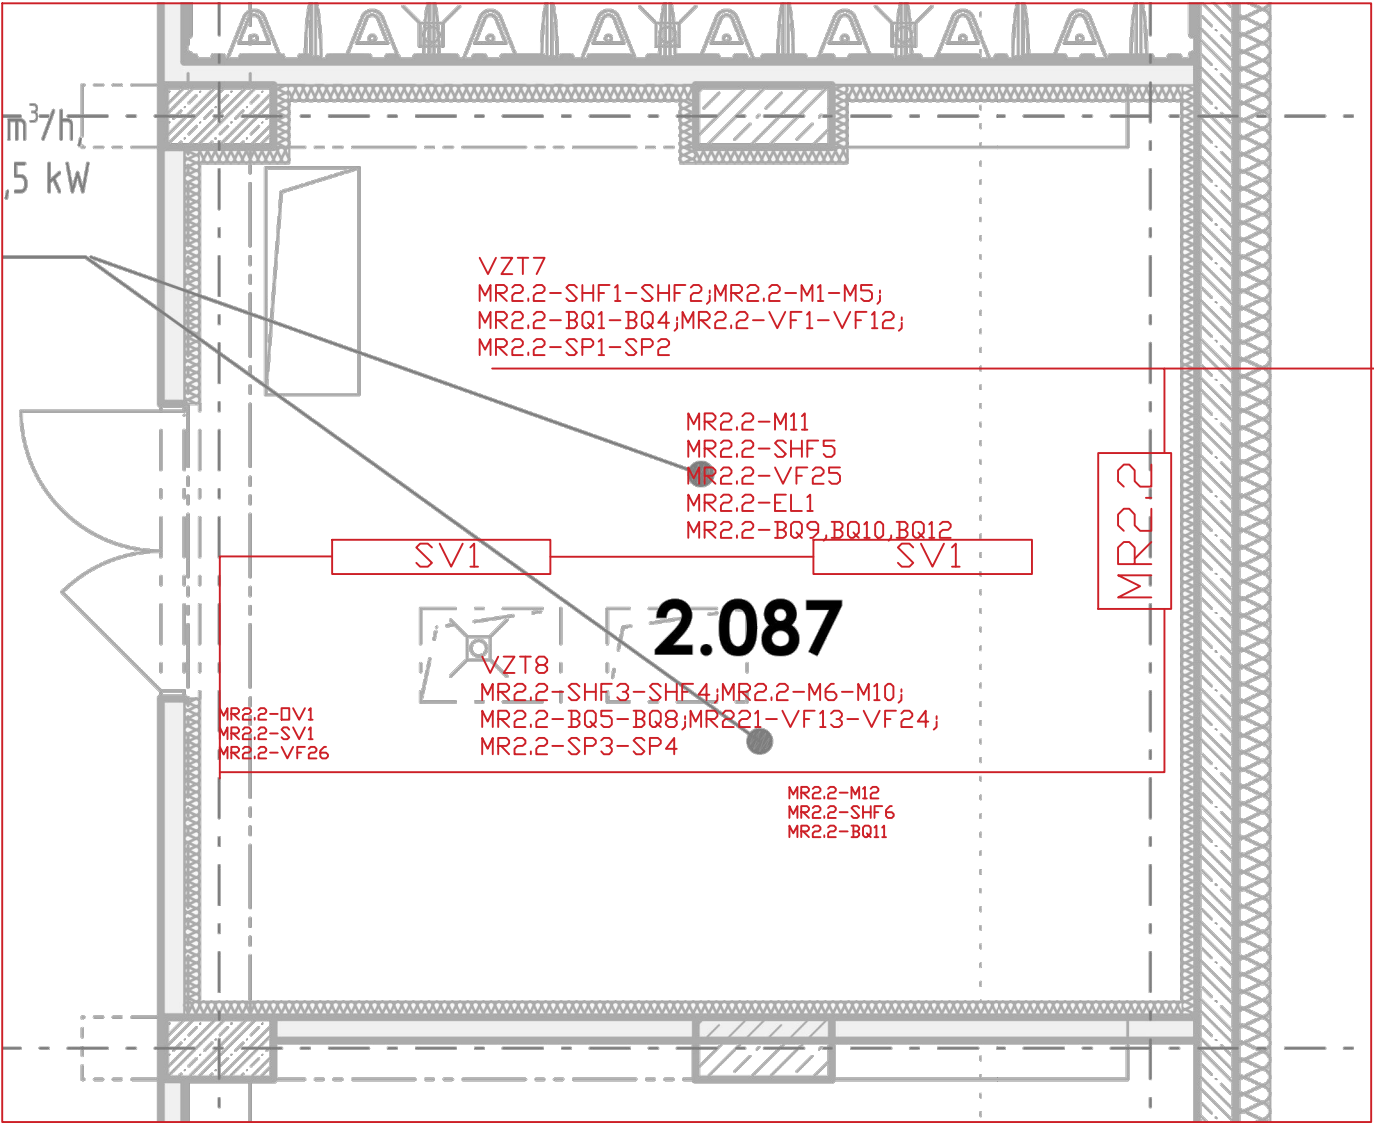 m³/h,
,5 kW
VZT7
MR2.2-SHF1-SHF2;MR2.2-M1-M5;
MR2.2-BQ1-BQ4;MR2.2-VF1-VF12;
MR2.2-SP1-SP2
MR2.2-M11
MR2.2-SHF5
MR2.2-VF25
MR2.2-EL1
MR2.2-BQ9,BQ10,BQ12
MR2.2
SV1
SV1
2.087
VZT8
MR2.2-SHF3-SHF4;MR2.2-M6-M10;
MR2.2-BQ5-BQ8;MR221-VF13-VF24;
MR2.2-SP3-SP4
MR2.2-OV1
MR2.2-SV1
MR2.2-VF26
MR2.2-M12
MR2.2-SHF6
MR2.2-BQ11